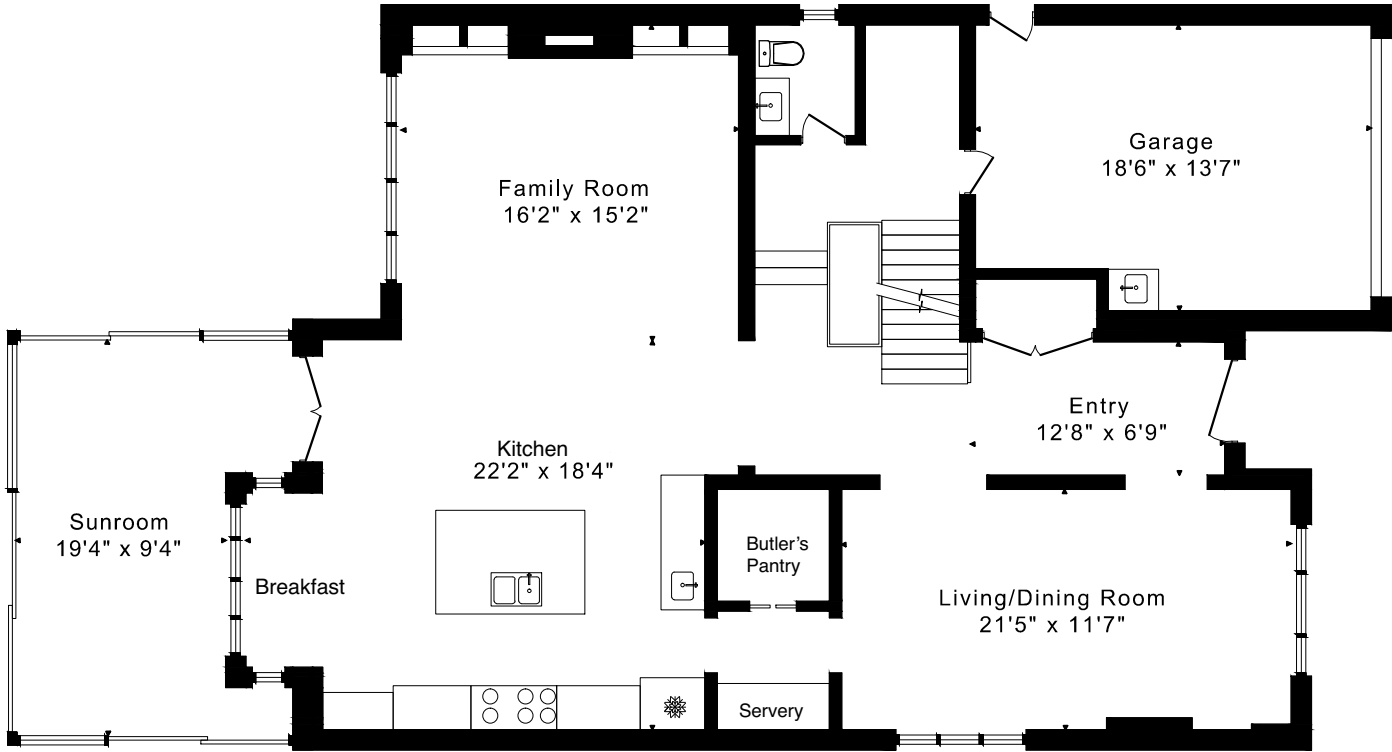 Family Room
16'2" x 15'2"
Garage
18'6" x 13'7"
Entry
12'8" x 6'9"
Kitchen
22'2" x 18'4"
Sunroom
19'4" x 9'4"
Breakfast
Butler's
Pantry
Living/Dining Room
21'5" x 11'7"
Servery